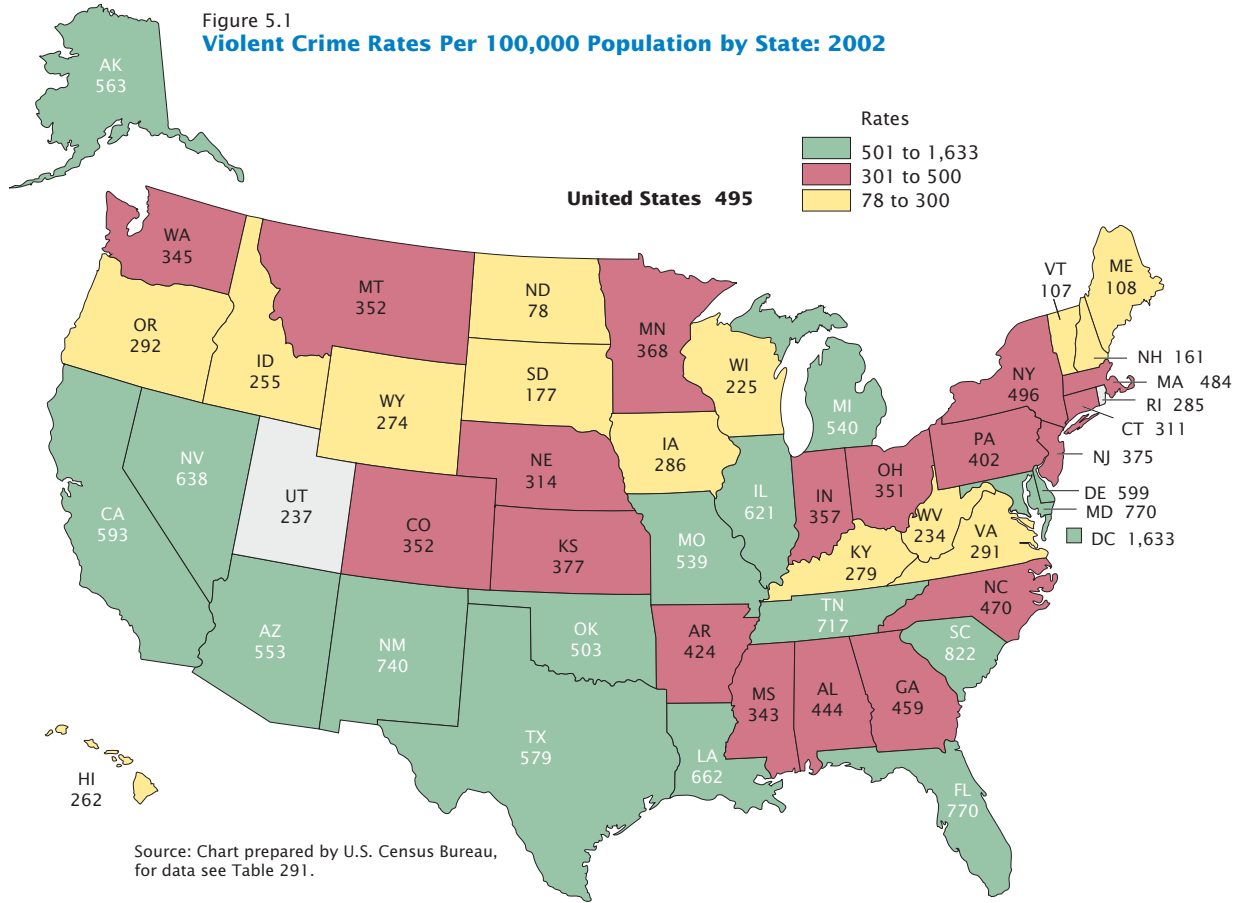 Figure 5.1
Violent Crime Rates Per 100,000 Population by State: 2002
AK
563
Rates
501 to 1,633
301 to 500
78 to 300
United States 495
WA
345
MT
352
ND
78
MN
368
VT
107
ME
108
OR
292
ID
255
WY
274
SD
177
WI
225
MI
540
NY
496
NH 161
MA 484
RI 285
CT 311
NJ 375
NV
638
UT
237
CO
352
NE
314
IA
286
IL
621
IN
357
OH
351
PA
402
DE 599
MD 770
DC 1,633
CA
593
KS
377
MO
539
KY
279
WV
234
VA
291
AZ
553
NM
740
OK
503
AR
424
TN
717
NC
470
SC
822
TX
579
LA
662
MS
343
AL
444
GA
459
FL
770
HI
262
Source: Chart prepared by U.S. Census Bureau,
for data see Table 291.